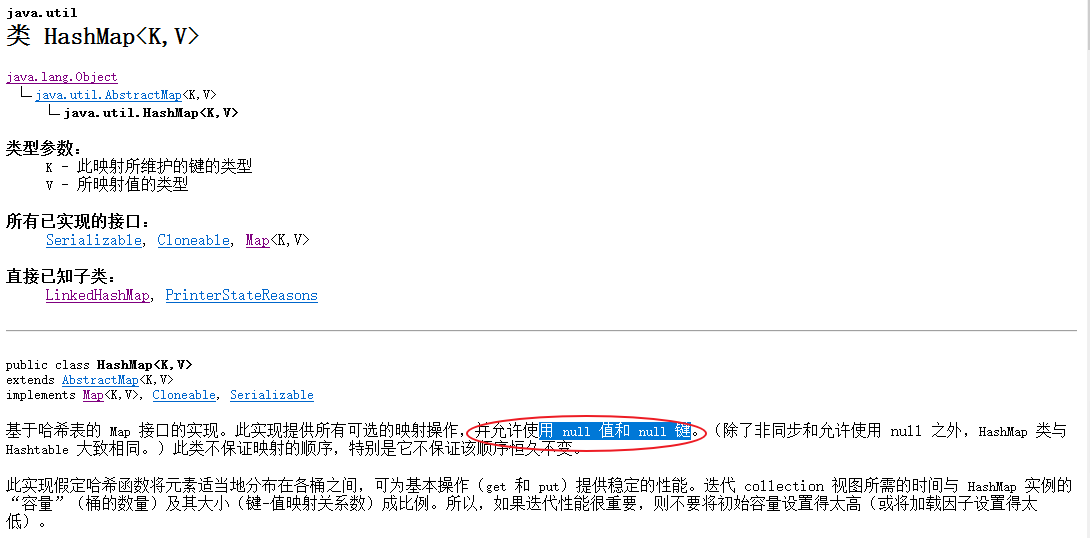 java.util
类 HashMap<K,V>
java.lang.Object
java.util.AbstractMap<K,V>
java.util.HashMap<K,V>
类型参数：
K - 此映射所维护的键的类型
V - 所映射值的类型
所有已实现的接口：
Serializable, Cloneable, Map<K,V>
直接已知子类：
LinkedHashMap, PrinterStateReasons
public class HashMap<K,V>
extends AbstractMap<K,V>
implements Map<K,V>, Cloneable, Serializable
基于哈希表的 Map 接口的实现。此实现提供所有可选的映射操作，并允许使用 null 值和 null 键。（除了非同步和允许使用 null 之外，HashMap 类与
Hashtable 大致相同。）此类不保证映射的顺序，特别是它不保证该顺序恒久不变。
此实现假定哈希函数将元素适当地分布在各桶之间，可为基本操作（get 和 put）提供稳定的性能。迭代 collection 视图所需的时间与 HashMap 实例的
“容量”（桶的数量）及其大小（键-值映射关系数）成比例。所以，如果迭代性能很重要，则不要将初始容量设置得太高（或将加载因子设置得太
低）。